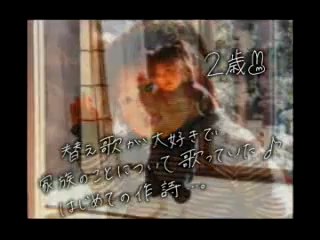 2歳
替え歌が大好きで
家族のことについて歌っていた♪
はじめての作詩…